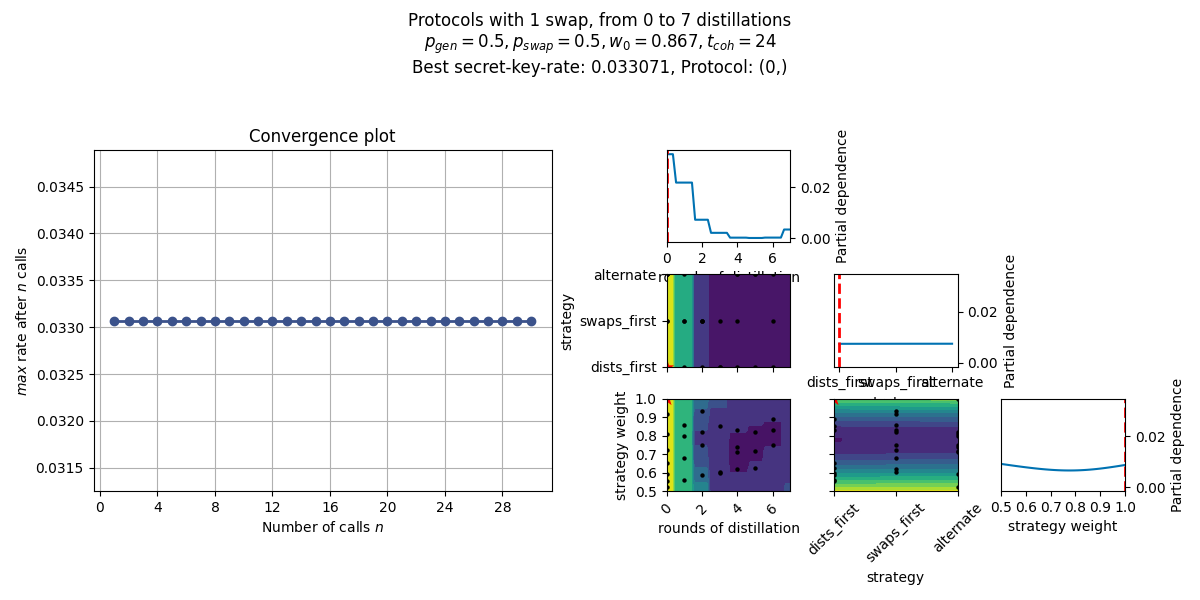 Protocols with 1 swap, from 0 to 7 distillations
p_gen = 0.5, p_swap = 0.5, w_0 = 0.867, t_coh = 24
Best secret-key-rate: 0.033071, Protocol: (0,)
Convergence plot
max rate after n calls
0.0345
0.0340
0.0335
0.0330
0.0325
0.0320
0.0315
0 4 8 12 16 20 24 28
Number of calls n
0.02
0.00
Partial dependence
0 2 4 6
rounds of distillation
strategy
alternate
swaps_first
dists_first
0.02
0.00
Partial dependence
dists_first swaps_first alternate
strategy weight
1.0
0.9
0.8
0.7
0.6
0.5
0 2 4 6
rounds of distillation
dists_first
swaps_first
alternate
strategy
0.02
0.00
Partial dependence
0.5 0.6 0.7 0.8 0.9 1.0
strategy weight